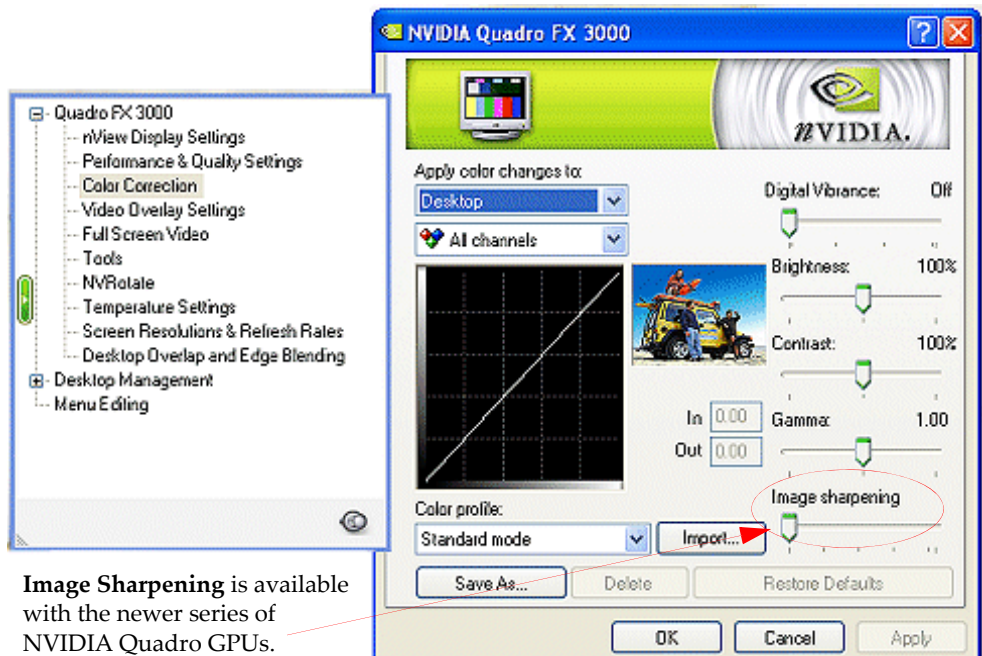 NVIDIA Quadro FX 3000
nVIDIA.
Quadro FX 3000
nView Display Settings
Performance & Quality Settings
Color Correction
Video Overlay Settings
Full Screen Video
Tools
NVRotate
Temperature Settings
Screen Resolutions & Refresh Rates
Desktop Overlap and Edge Blending
Desktop Management
Menu Editing
Apply color changes to:
Desktop
All channels
Digital Vibrance: Off
Brightness: 100%
Contrast: 100%
In 0.00
Out 0.00
Gamma: 1.00
Image sharpening
Color profile:
Standard mode
Import...
Save As...
Delete
Restore Defaults
OK
Cancel
Apply
Image Sharpening is available
with the newer series of
NVIDIA Quadro GPUs.